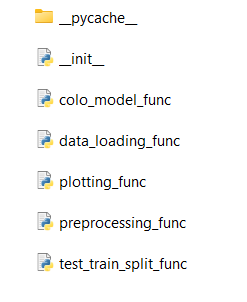 __pycache__
__init__
colo_model_func
data_loading_func
plotting_func
preprocessing_func
test_train_split_func